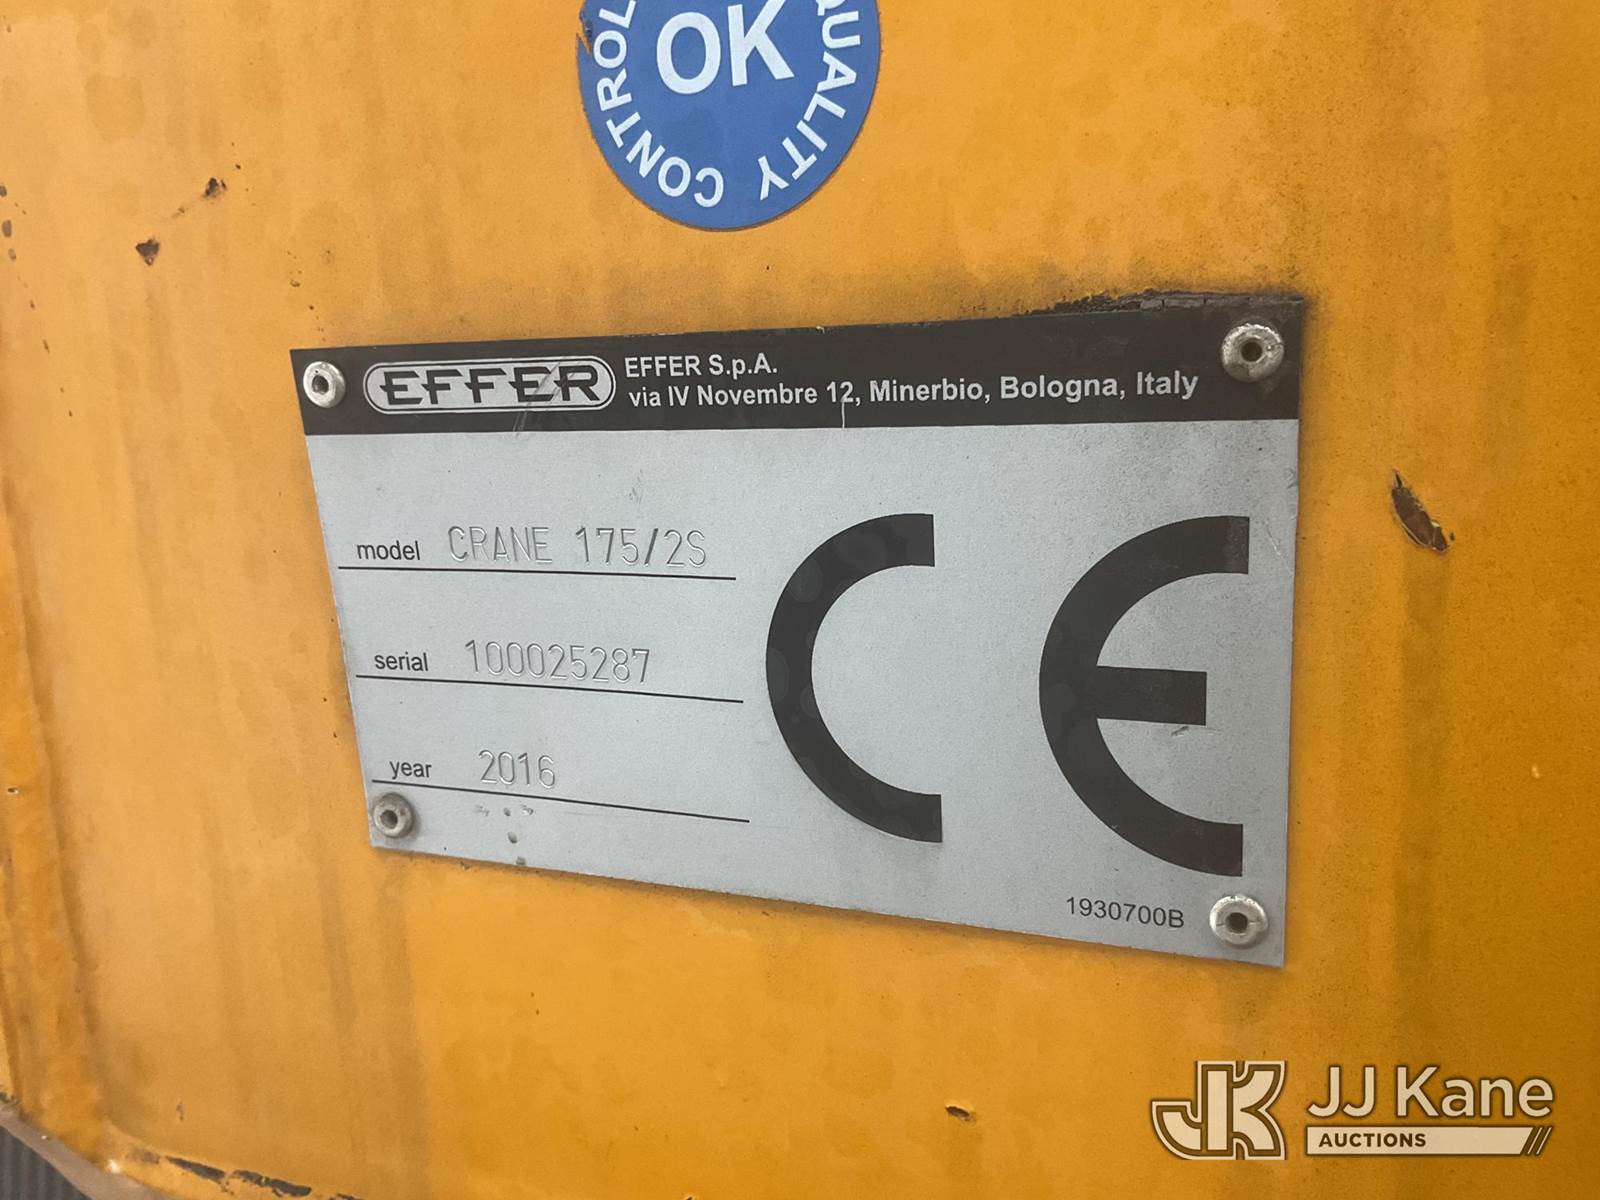 OK
QUALITY CONTROL
EFFER
EFFER S.p.A.
via IV Novembre 12, Minerbio, Bologna, Italy
model CRANE 175/2S
serial 100025287
year 2016
CE
1930700B
JK JJ Kane
AUCTIONS